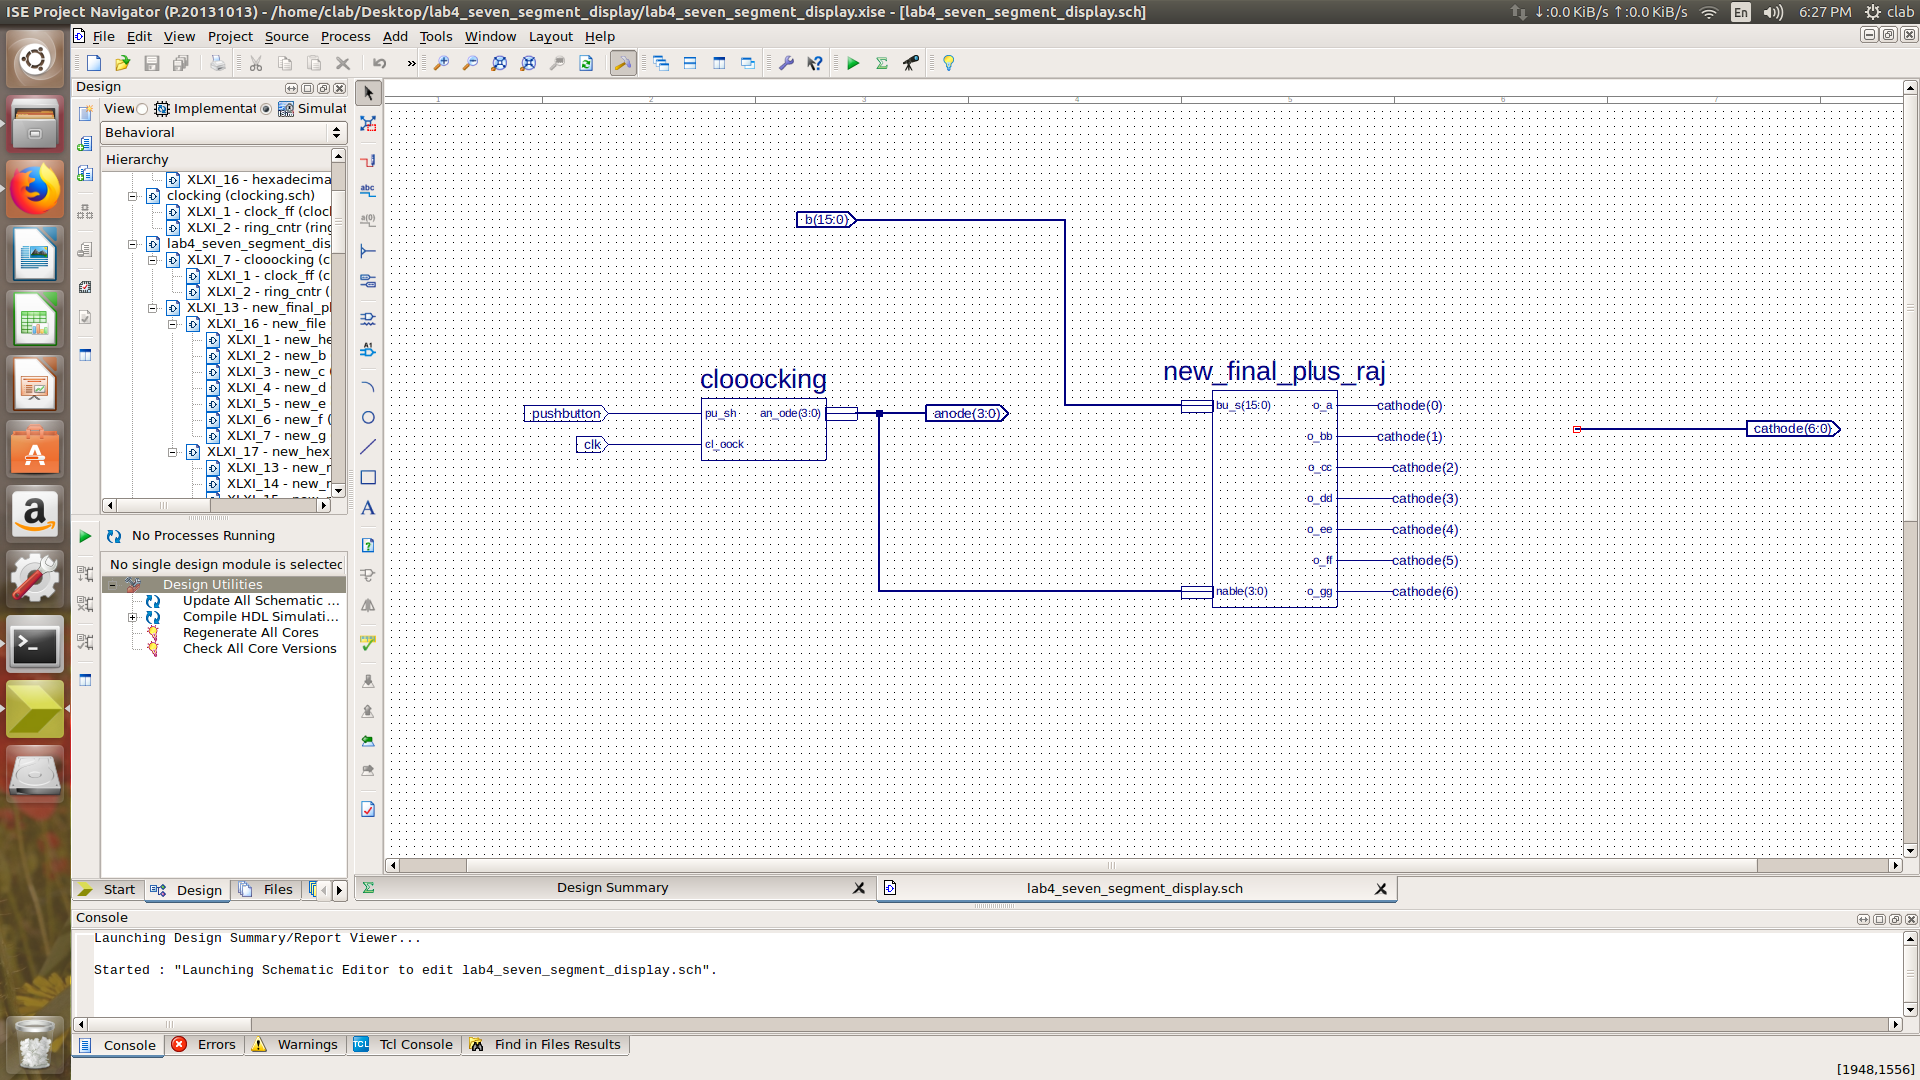 ISE Project Navigator (P.20131013) - /home/clab/Desktop/lab4_seven_segment_display/lab4_seven_segment_display.xise - [lab4_seven_segment_display.sch]
↓:0.0 KiB/s ↑:0.0 KiB/s En 6:27 PM clab
File Edit View Project Source Process Add Tools Window Layout Help
Design
View Implementat Simulat
Behavioral
Hierarchy
XLXI_16 - hexadecima
clocking (clocking.sch)
XLXI_1 - clock_ff (cloc
XLXI_2 - ring_cntr (ring
lab4_seven_segment_dis
XLXI_7 - clooocking (c
XLXI_1 - clock_ff (c
XLXI_2 - ring_cntr (
XLXI_13 - new_final_pl
XLXI_16 - new_file
XLXI_1 - new_he
XLXI_2 - new_b
XLXI_3 - new_c
XLXI_4 - new_d
XLXI_5 - new_e
XLXI_6 - new_f (
XLXI_7 - new_g
XLXI_17 - new_hex
XLXI_13 - new_r
XLXI_14 - new_r
No Processes Running
No single design module is selected
Design Utilities
Update All Schematic ...
Compile HDL Simulati...
Regenerate All Cores
Check All Core Versions
Start Design Files
1 2 3 4 5 6 7
b(15:0)
clooocking
pushbutton
clk
pu_sh an_ode(3:0)
cl_oock
anode(3:0)
new_final_plus_raj
bu_s(15:0) o_a cathode(0)
o_bb cathode(1)
o_cc cathode(2)
o_dd cathode(3)
o_ee cathode(4)
o_ff cathode(5)
nable(3:0) o_gg cathode(6)
cathode(6:0)
Design Summary
lab4_seven_segment_display.sch
Console
Launching Design Summary/Report Viewer...
Started : "Launching Schematic Editor to edit lab4_seven_segment_display.sch".
Console Errors Warnings Tcl Console Find in Files Results
[1948,1556]